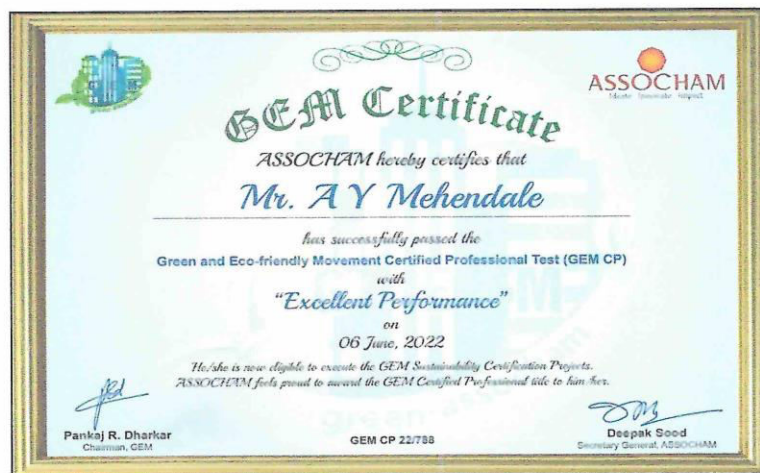 ASSOCHAM
GEM Certificate
ASSOCHAM hereby certifies that
Mr. A Y Mehendale
has successfully passed the
Green and Eco-friendly Movement Certified Professional Test (GEM CP)
with
"Excellent Performance"
on
06 June, 2022
He/she is now eligible to execute the GEM Sustainability Certification Projects.
ASSOCHAM feels proud to award the GEM Certified Professional title to him/her.
Pankaj R. Dharkar
Chairman, GEM
GEM CP 22/788
Deepak Sood
Secretary General, ASSOCHAM